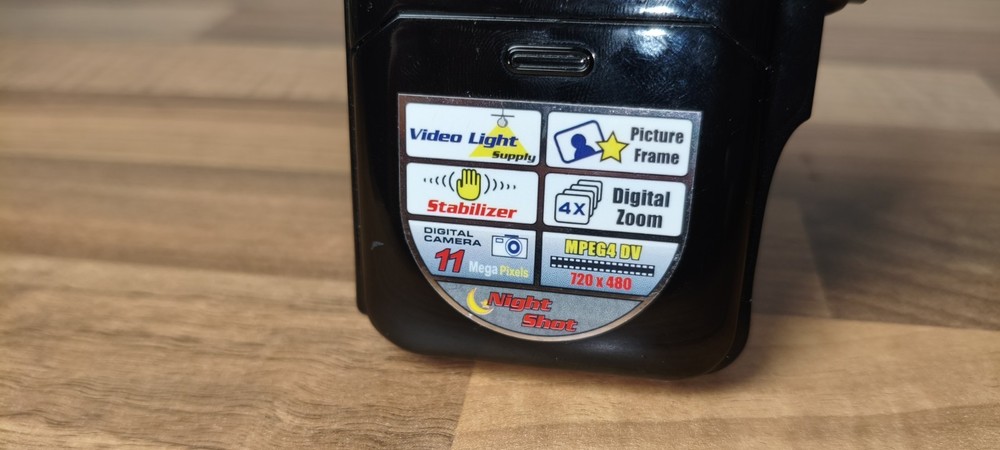 Video Light
Supply
Picture
Frame
Stabilizer
4X
Digital
Zoom
DIGITAL
CAMERA
11 Mega Pixels
MPEG4 DV
720 x 480
Night
Shot